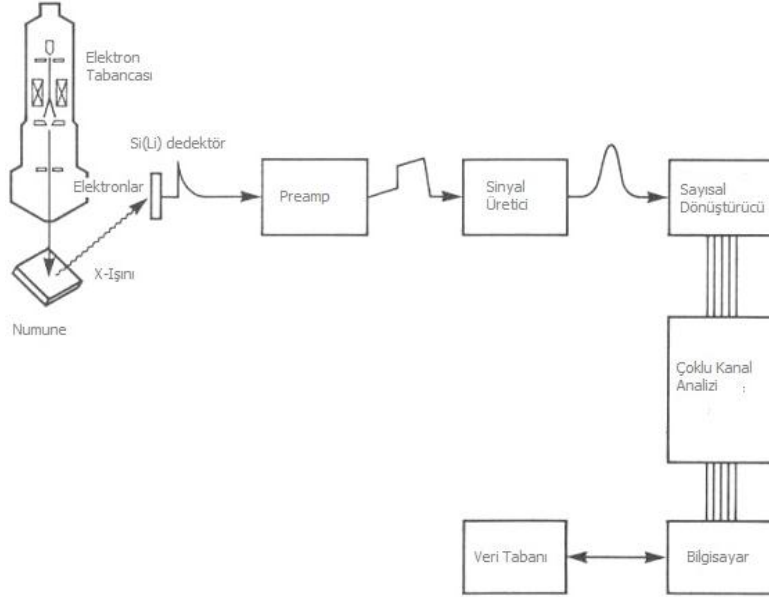 Elektron
Tabancası
Si(Li) dedektör
Elektronlar
Preamp
Sinyal
Üretici
Sayısal
Dönüştürücü
X-Işını
Numune
Çoklu Kanal
Analizi
Veri Tabanı
Bilgisayar